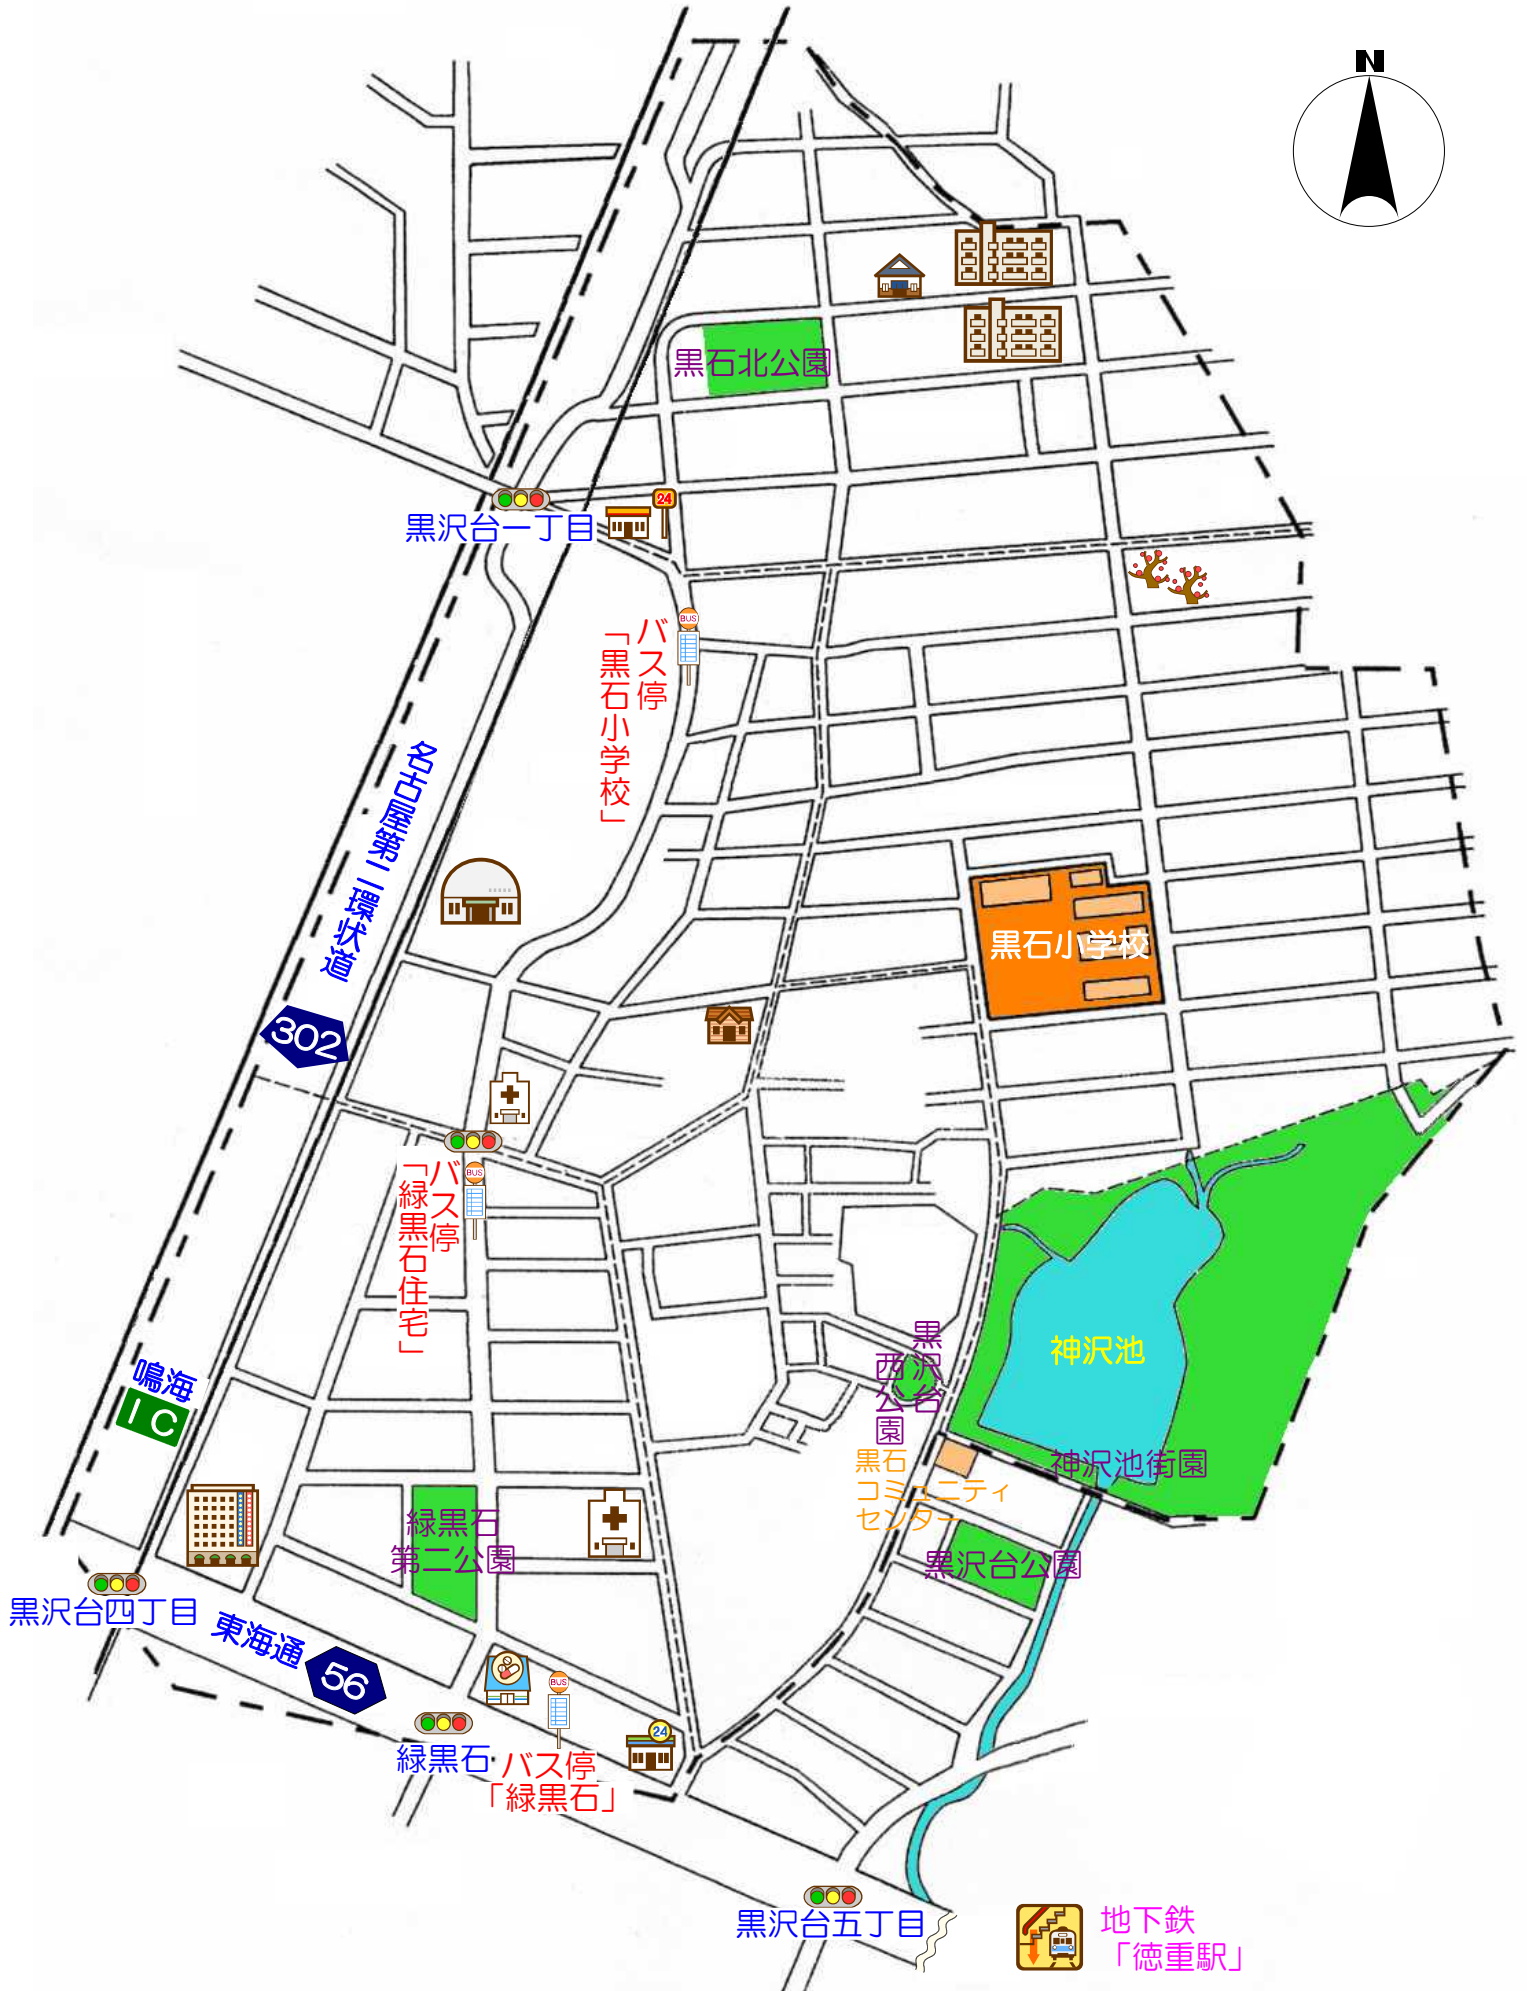 N
黒石北公園
24
黒沢台一丁目
BUS
バス停
「黒石小学校」
名古屋第二環状道
黒石小学校
302
BUS
バス停
「緑黒石住宅」
神沢池
黒沢台
西公園
鳴海
IC
黒石
コミュニティ
センター
神沢池街園
緑黒石
第二公園
黒沢台公園
黒沢台四丁目
東海通
56
BUS
24
緑黒石
バス停
「緑黒石」
黒沢台五丁目
地下鉄
「徳重駅」